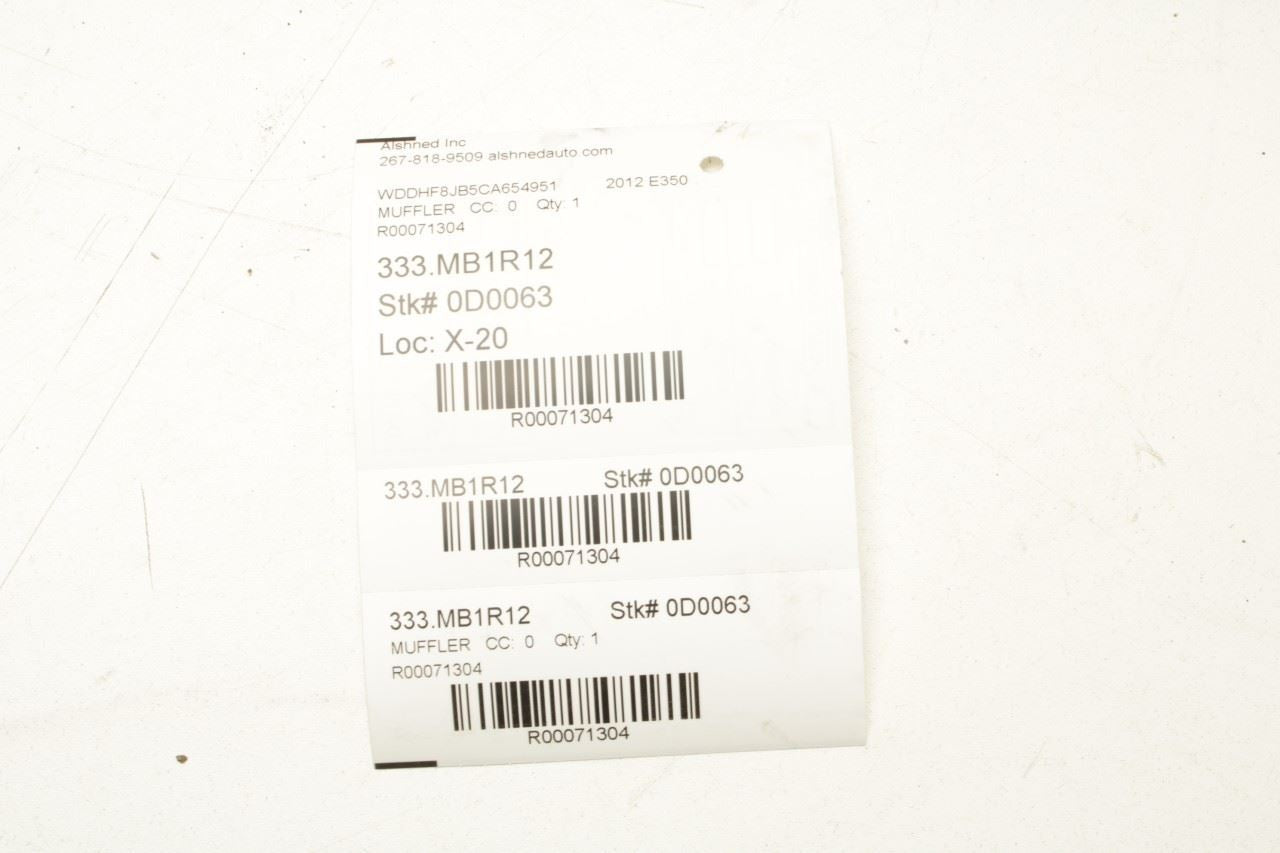 Alshned Inc
267-818-9509 alshnedauto.com
WDDHF8JB5CA654951 2012 E350
MUFFLER CC: 0 Qty: 1
R00071304
333.MB1R12
Stk# 0D0063
Loc: X-20
R00071304
333.MB1R12 Stk# 0D0063
R00071304
333.MB1R12 Stk# 0D0063
MUFFLER CC: 0 Qty: 1
R00071304
R00071304